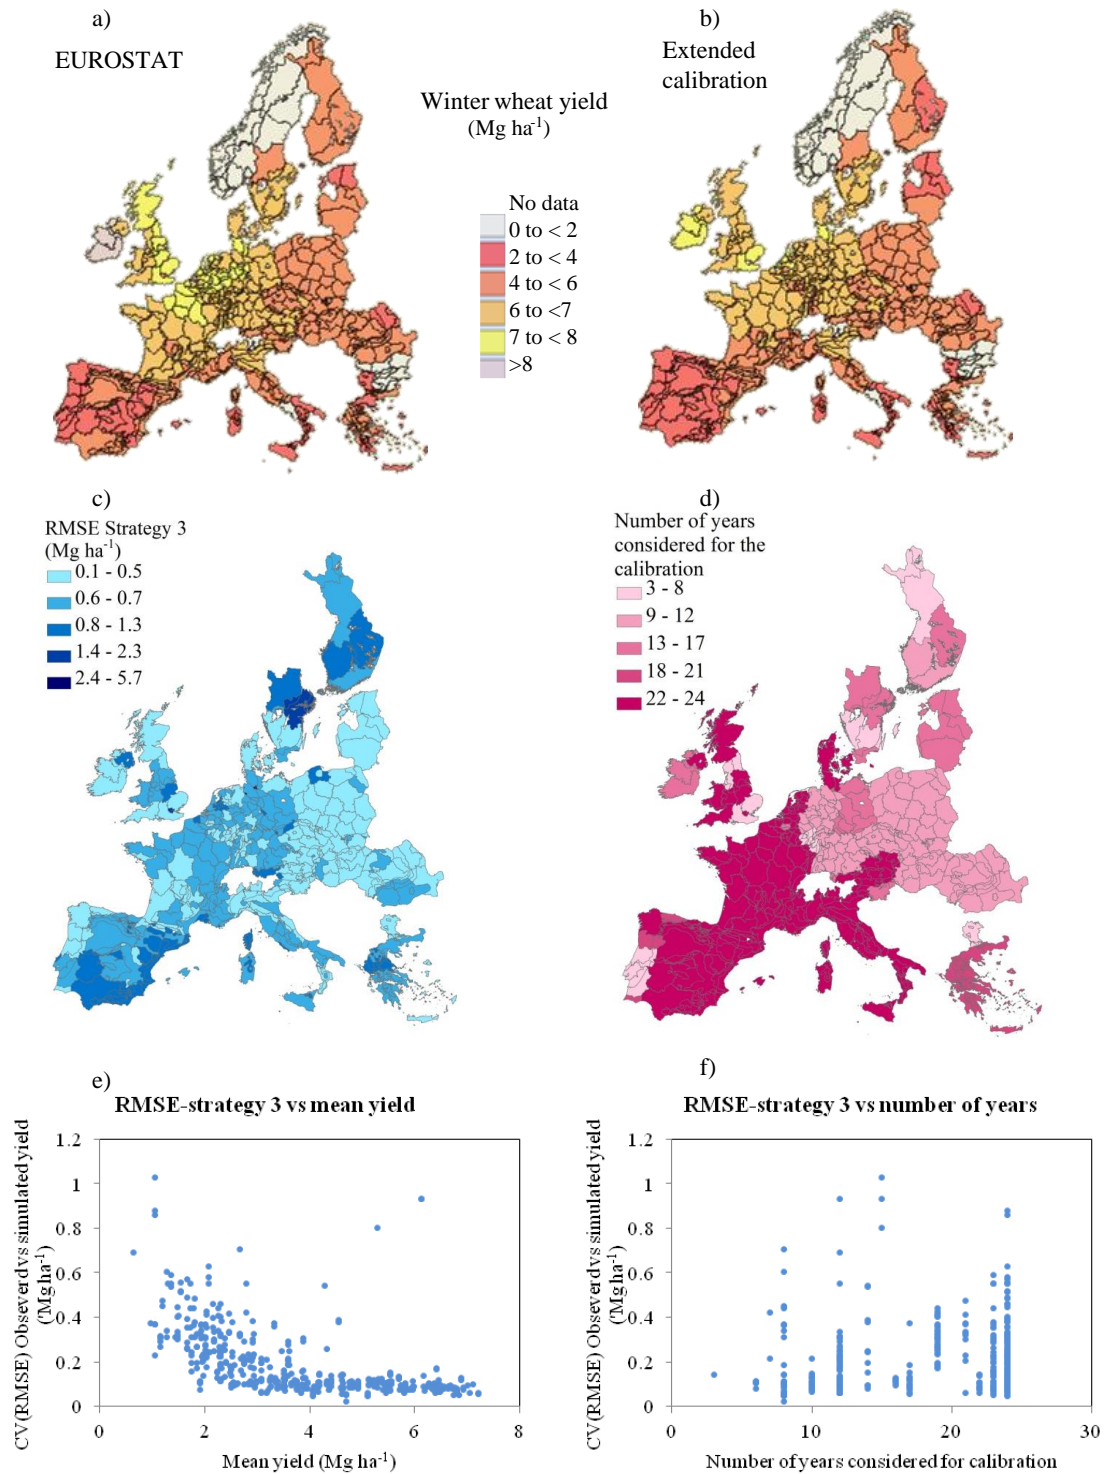 a)
EUROSTAT
b)
Extended
calibration
Winter wheat yield
(Mg ha-1)
No data
0 to < 2
2 to < 4
4 to < 6
6 to <7
7 to < 8
>8
c)
RMSE Strategy 3
(Mg ha-1)
0.1 - 0.5
0.6 - 0.7
0.8 - 1.3
1.4 - 2.3
2.4 - 5.7
d)
Number of years
considered for the
calibration
3 - 8
9 - 12
13 - 17
18 - 21
22 - 24
e)
RMSE-strategy 3 vs mean yield
CV(RMSE) Obseverd vs simulated yield
(Mg ha-1)
1.2
1
0.8
0.6
0.4
0.2
0
0
2
4
6
8
Mean yield (Mg ha-1)
f)
RMSE-strategy 3 vs number of years
CV(RMSE) Obseverd vs simulated yield
(Mg ha-1)
1.2
1
0.8
0.6
0.4
0.2
0
0
10
20
30
Number of years considered for calibration